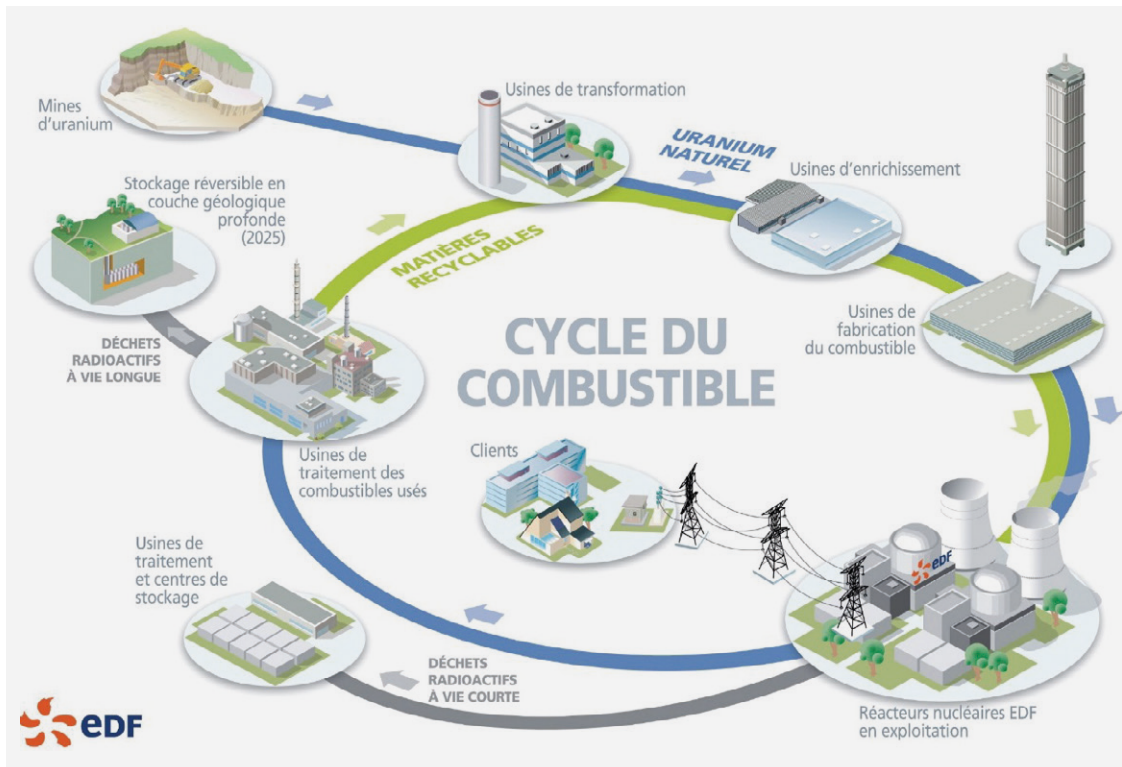 Mines
d'uranium
Usines de transformation
URANIUM
NATUREL
Usines d'enrichissement
Stockage réversible en
couche géologique
profonde
(2025)
MATIÈRES
RECYCLABLES
Usines de
fabrication
du combustible
DÉCHETS
RADIOACTIFS
À VIE LONGUE
CYCLE DU
COMBUSTIBLE
Usines de
traitement des
combustibles usés
Clients
Usines de
traitement
et centres de
stockage
eDF
DÉCHETS
RADIOACTIFS
À VIE COURTE
Réacteurs nucléaires EDF
en exploitation
eDF